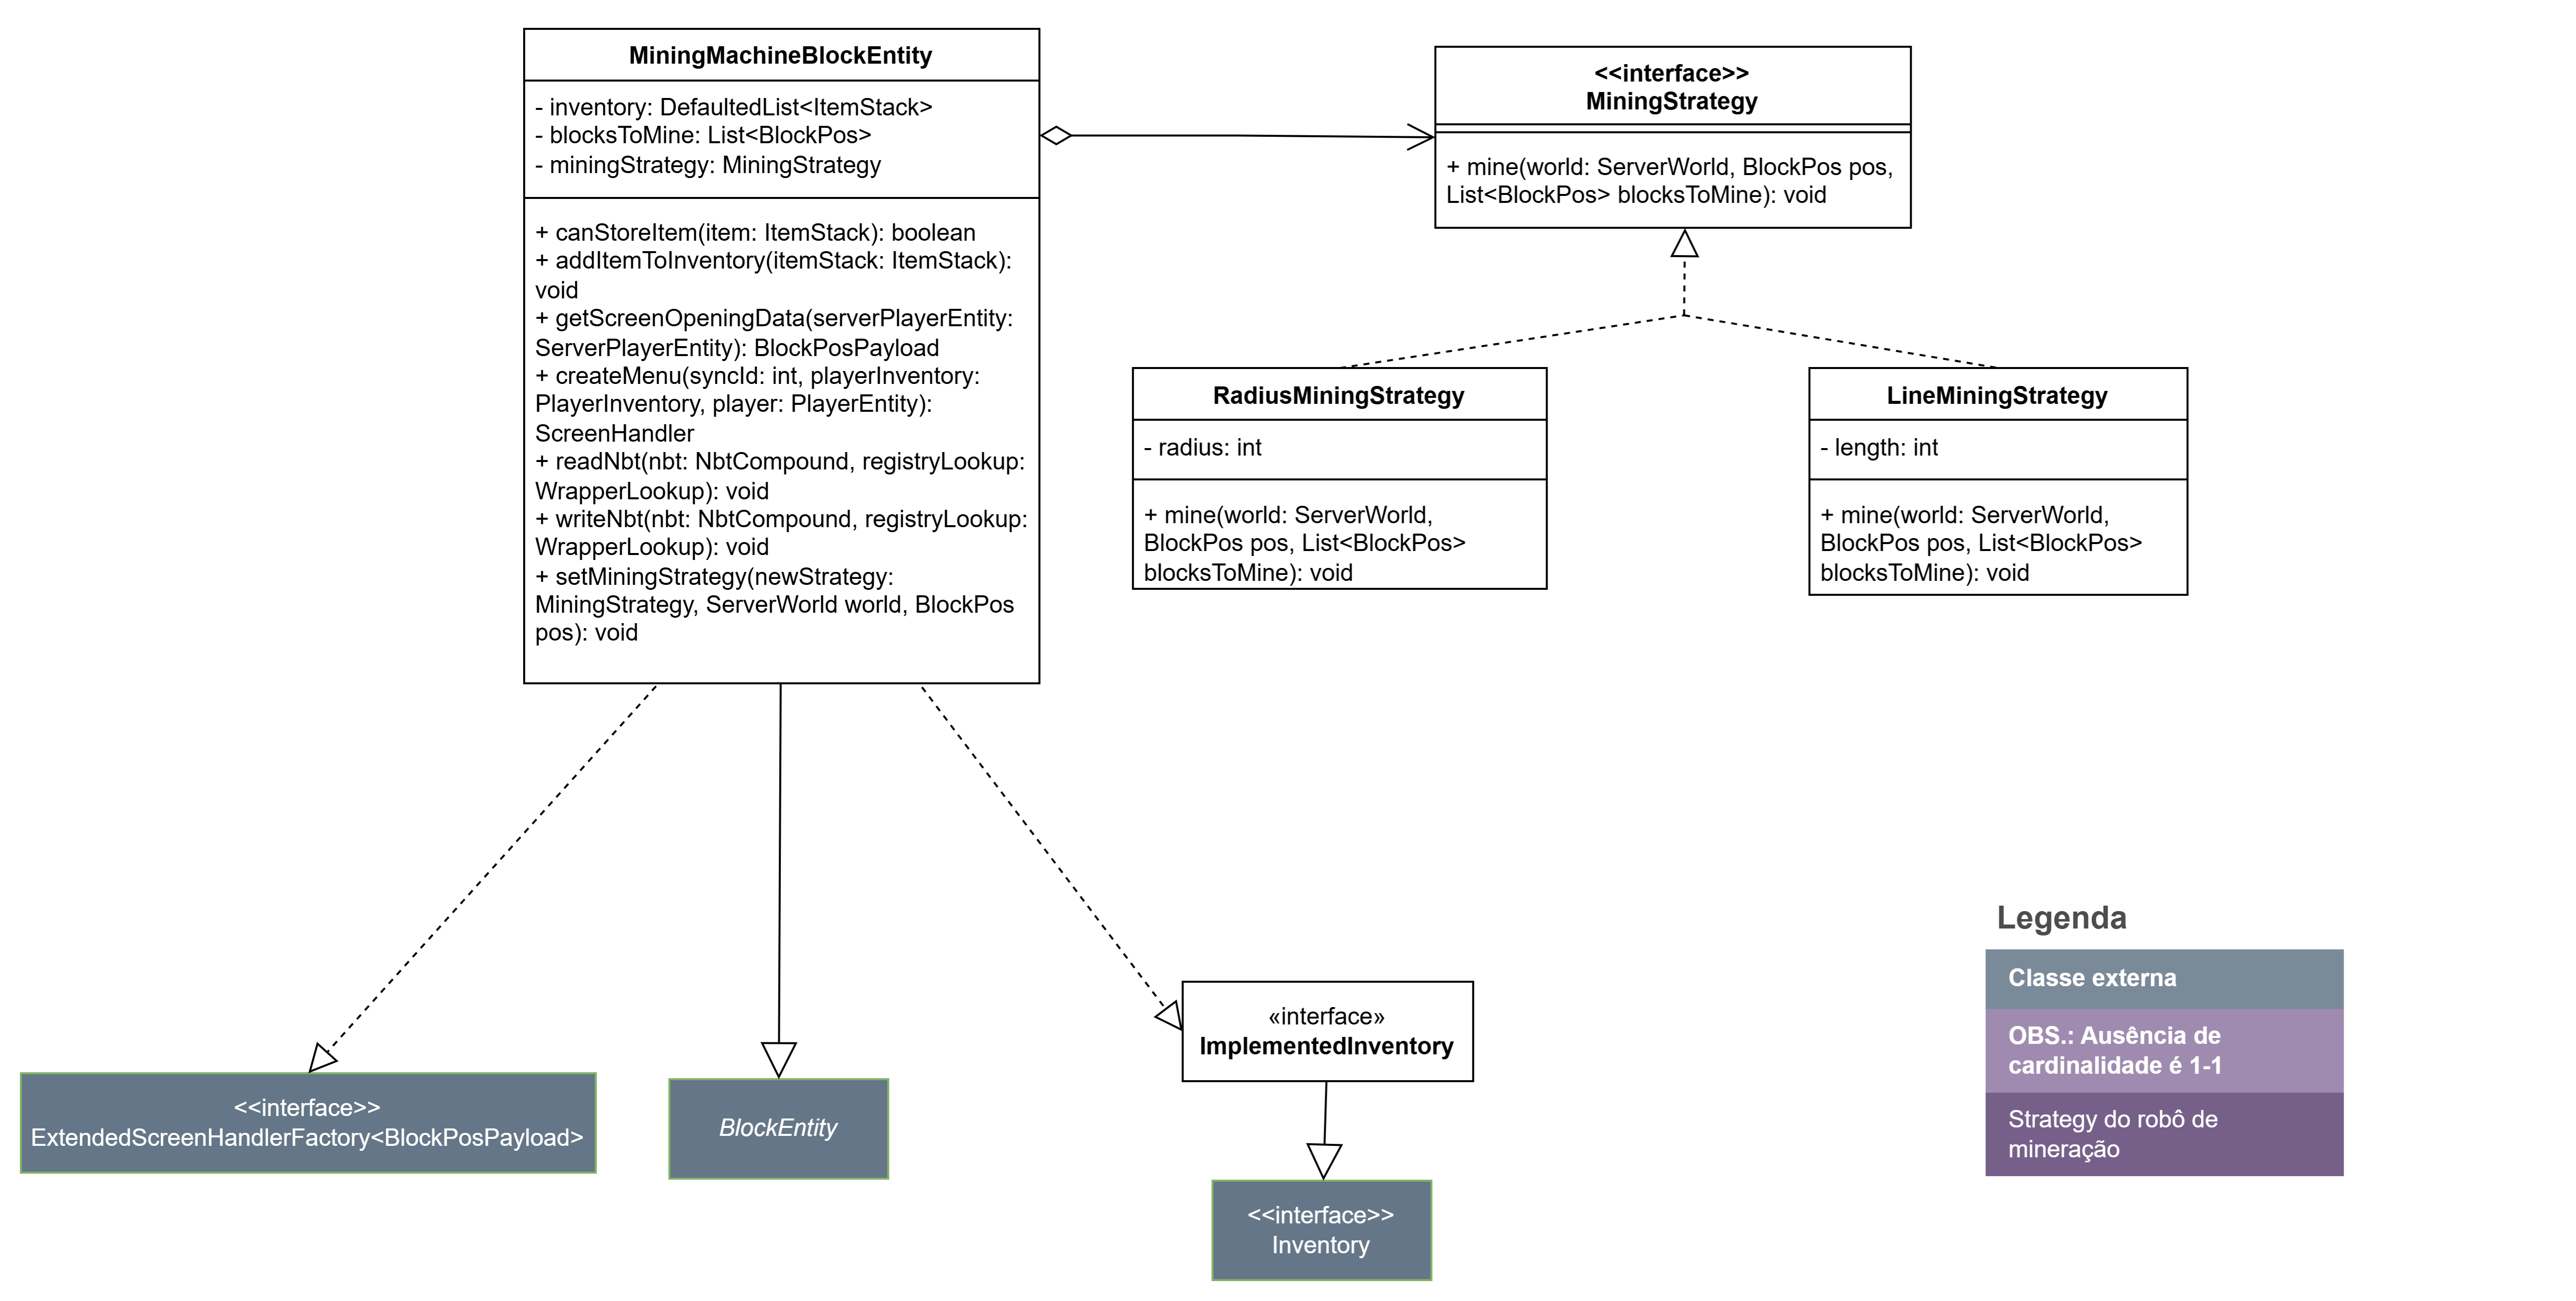 MiningMachineBlockEntity
- inventory: DefaultedList<ItemStack>
- blocksToMine: List<BlockPos>
- miningStrategy: MiningStrategy
+ canStoreItem(item: ItemStack): boolean
+ addItemToInventory(itemStack: ItemStack):
void
+ getScreenOpeningData(serverPlayerEntity:
ServerPlayerEntity): BlockPosPayload
+ createMenu(syncId: int, playerInventory:
PlayerInventory, player: PlayerEntity):
ScreenHandler
+ readNbt(nbt: NbtCompound, registryLookup:
WrapperLookup): void
+ writeNbt(nbt: NbtCompound, registryLookup:
WrapperLookup): void
+ setMiningStrategy(newStrategy:
MiningStrategy, ServerWorld world, BlockPos
pos): void
<<interface>>
MiningStrategy
+ mine(world: ServerWorld, BlockPos pos,
List<BlockPos> blocksToMine): void
RadiusMiningStrategy
- radius: int
+ mine(world: ServerWorld,
BlockPos pos, List<BlockPos>
blocksToMine): void
LineMiningStrategy
- length: int
+ mine(world: ServerWorld,
BlockPos pos, List<BlockPos>
blocksToMine): void
<<interface>>
ExtendedScreenHandlerFactory<BlockPosPayload>
BlockEntity
«interface»
ImplementedInventory
<<interface>>
Inventory
Legenda
Classe externa
OBS.: Ausência de
cardinalidade é 1-1
Strategy do robô de
mineração